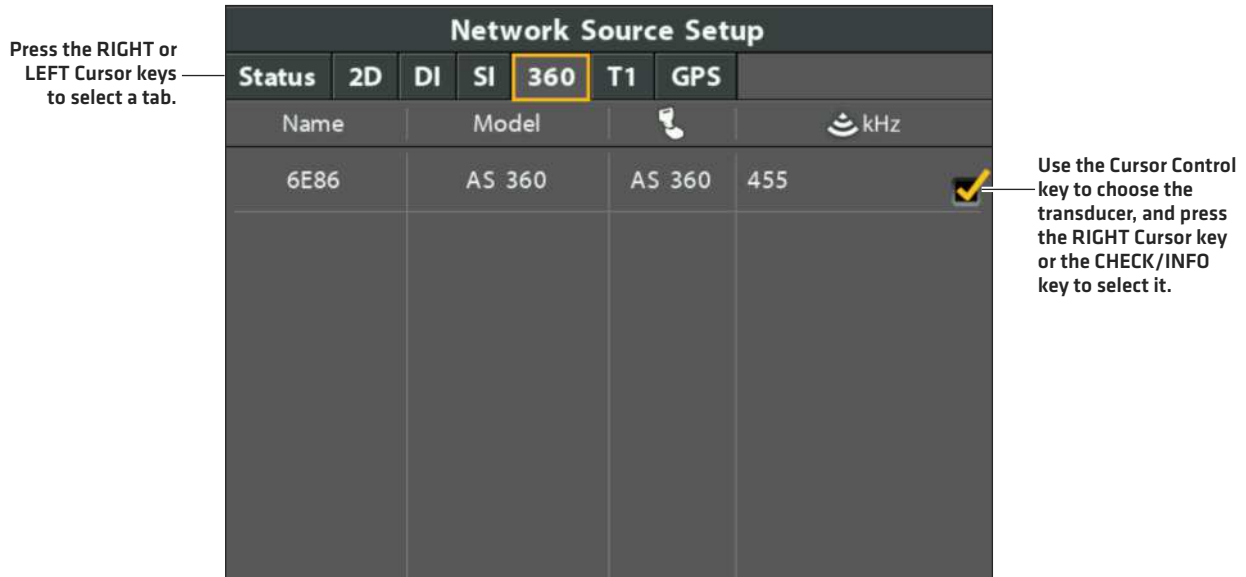 Network Source Setup
Press the RIGHT or
LEFT Cursor keys
to select a tab.
Status 2D DI SI 360 T1 GPS
Name Model kHz
6E86 AS 360 AS 360 455
Use the Cursor Control
key to choose the
transducer, and press
the RIGHT Cursor key
or the CHECK/INFO
key to select it.